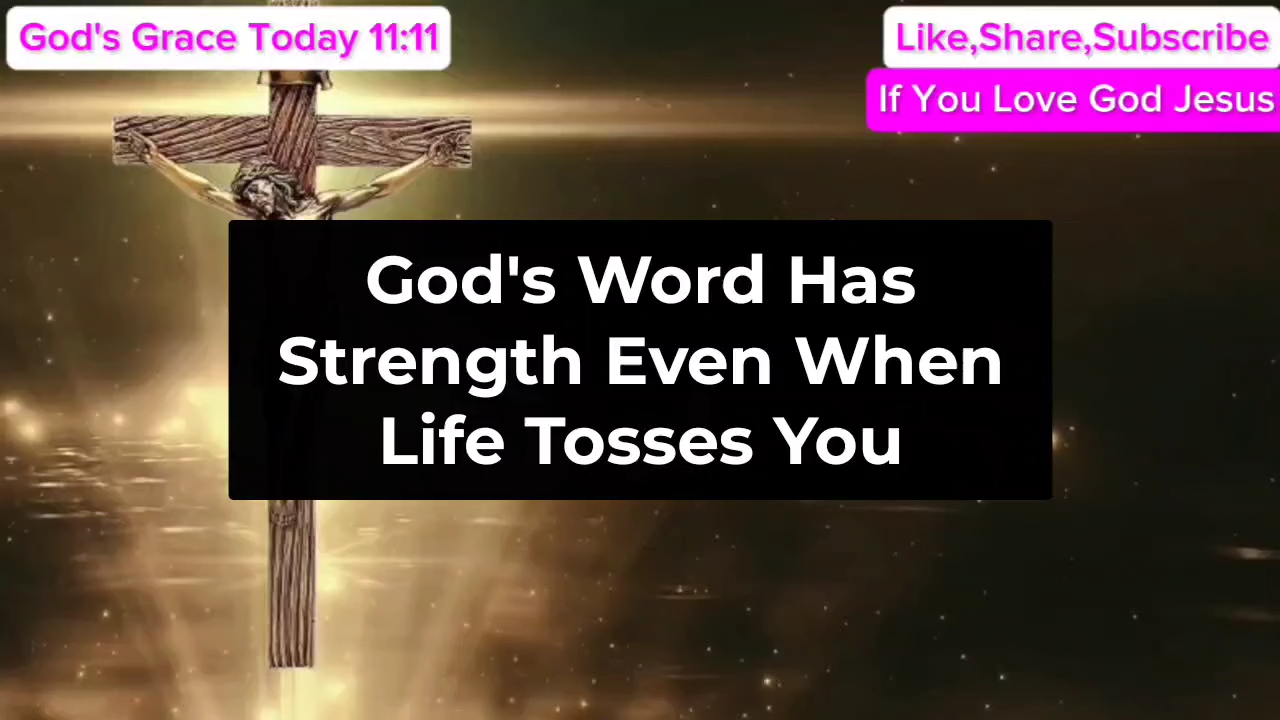 God's Grace Today 11:11
Like,Share,Subscribe
If You Love God Jesus
God's Word Has
Strength Even When
Life Tosses You